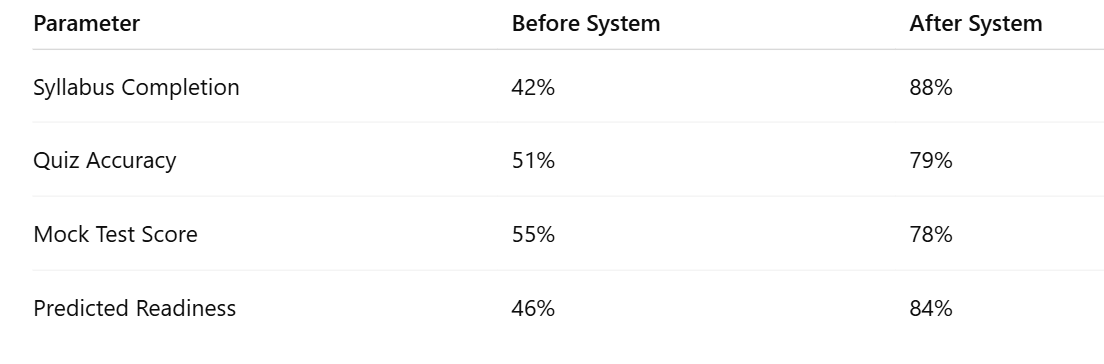 Parameter Before System After System
Syllabus Completion 42% 88%
Quiz Accuracy 51% 79%
Mock Test Score 55% 78%
Predicted Readiness 46% 84%